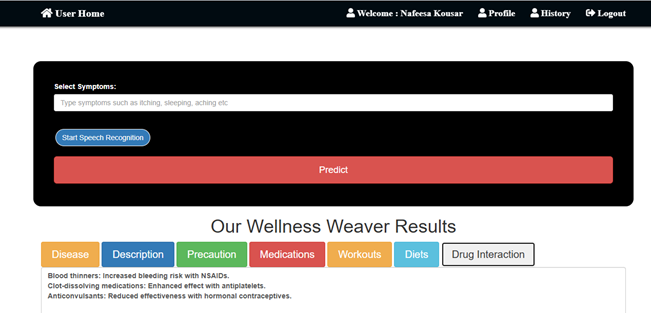 User Home
Welcome : Nafeesa Kousar Profile History Logout
Select Symptoms:
Type symptoms such as itching, sleeping, aching etc
Start Speech Recognition
Predict
Our Wellness Weaver Results
Disease Description Precaution Medications Workouts Diets Drug Interaction
Blood thinners: Increased bleeding risk with NSAIDs.
Clot-dissolving medications: Enhanced effect with antiplatelets.
Anticonvulsants: Reduced effectiveness with hormonal contraceptives.